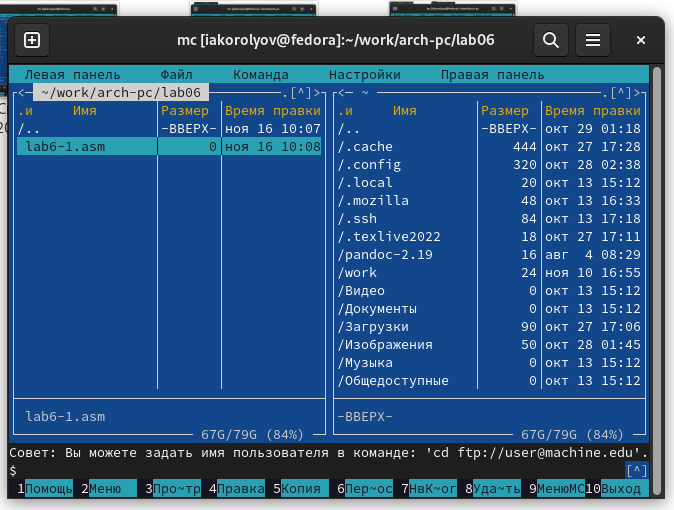 mc [iakorolyov@fedora]:~/work/arch-pc/lab06
Левая панель Файл Команда Настройки Правая панель
<─ ~/work/arch-pc/lab06 .[^]>
.и Имя Размер Время правки
/.. -ВВЕРХ- ноя 16 10:07
lab6-1.asm 0 ноя 16 10:08
lab6-1.asm
67G/79G (84%)
<─ ~ .[^]>
.и Имя Размер Время правки
/.. -ВВЕРХ- окт 29 01:18
/.cache 444 окт 27 17:28
/.config 320 окт 28 02:38
/.local 20 окт 13 15:12
/.mozilla 48 окт 13 16:33
/.ssh 84 окт 13 17:18
/.texlive2022 18 окт 27 17:11
/pandoc-2.19 16 авг 4 08:29
/work 24 ноя 10 16:55
/Видео 0 окт 13 15:12
/Документы 0 окт 13 15:12
/Загрузки 90 окт 27 17:06
/Изображения 50 окт 28 01:45
/Музыка 0 окт 13 15:12
/Общедоступные 0 окт 13 15:12
-ВВЕРХ-
67G/79G (84%)
Совет: Вы можете задать имя пользователя в команде: 'cd ftp://user@machine.edu'.
$ [^]
1Помощь 2Меню 3Про~тр 4Правка 5Копия 6Пер~ос 7НвК~ог 8Уда~ть 9МенюMC 10Выход